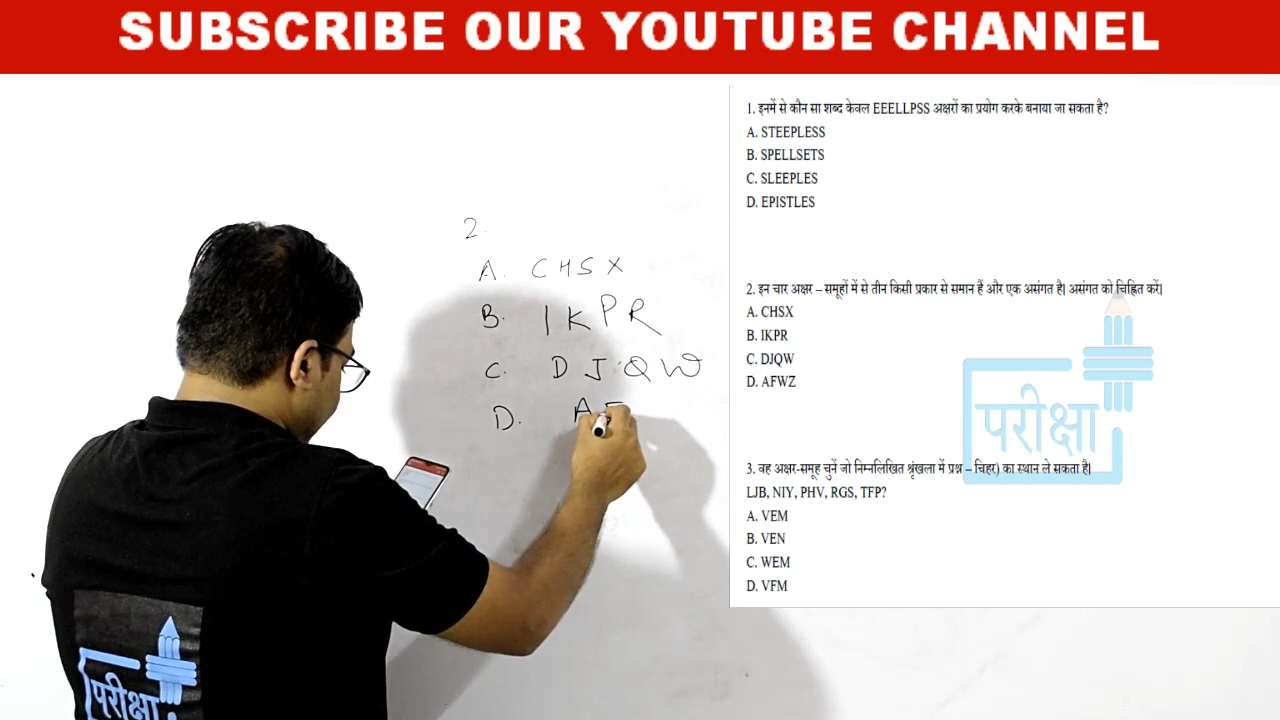 SUBSCRIBE OUR YOUTUBE CHANNEL
1. इनमें से कौन सा शब्द केवल EEELLPSS अक्षरों का प्रयोग करके बनाया जा सकता है?
A. STEEPLESS
B. SPELLSETS
C. SLEEPLES
D. EPISTLES
2. इन चार अक्षर – समूहों में से तीन किसी प्रकार से समान हैं और एक असंगत है। असंगत को चिह्नित करें।
A. CHSX
B. IKPR
C. DJQW
D. AFWZ
3. वह अक्षर-समूह चुनें जो निम्नलिखित श्रृंखला में प्रश्न – चिहर) का स्थान ले सकता है।
LJB, NIY, PHV, RGS, TFP?
A. VEM
B. VEN
C. WEM
D. VFM
परीक्षा
2.
A. CHSX
B. IKPR
C. DJQW
D. A
परीक्षा